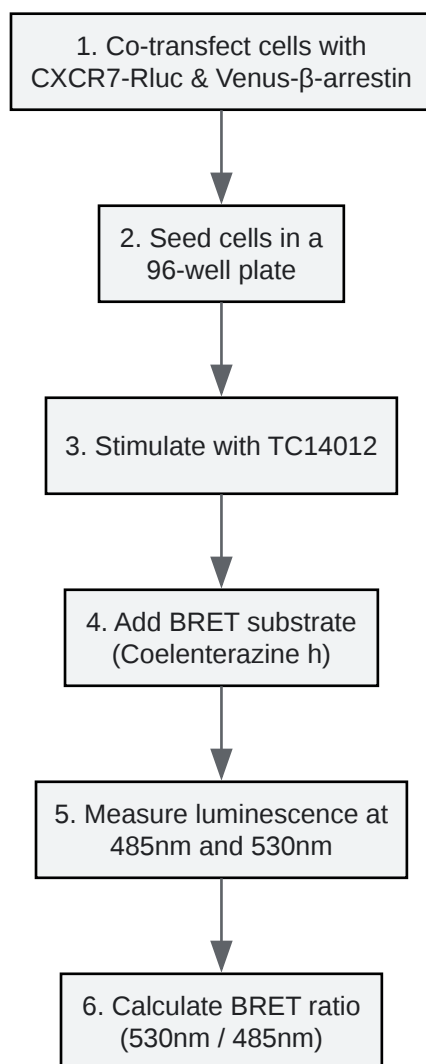 1. Co-transfect cells with
CXCR7-Rluc & Venus-β-arrestin
2. Seed cells in a
96-well plate
3. Stimulate with TC14012
4. Add BRET substrate
(Coelenterazine h)
5. Measure luminescence at
485nm and 530nm
6. Calculate BRET ratio
(530nm / 485nm)